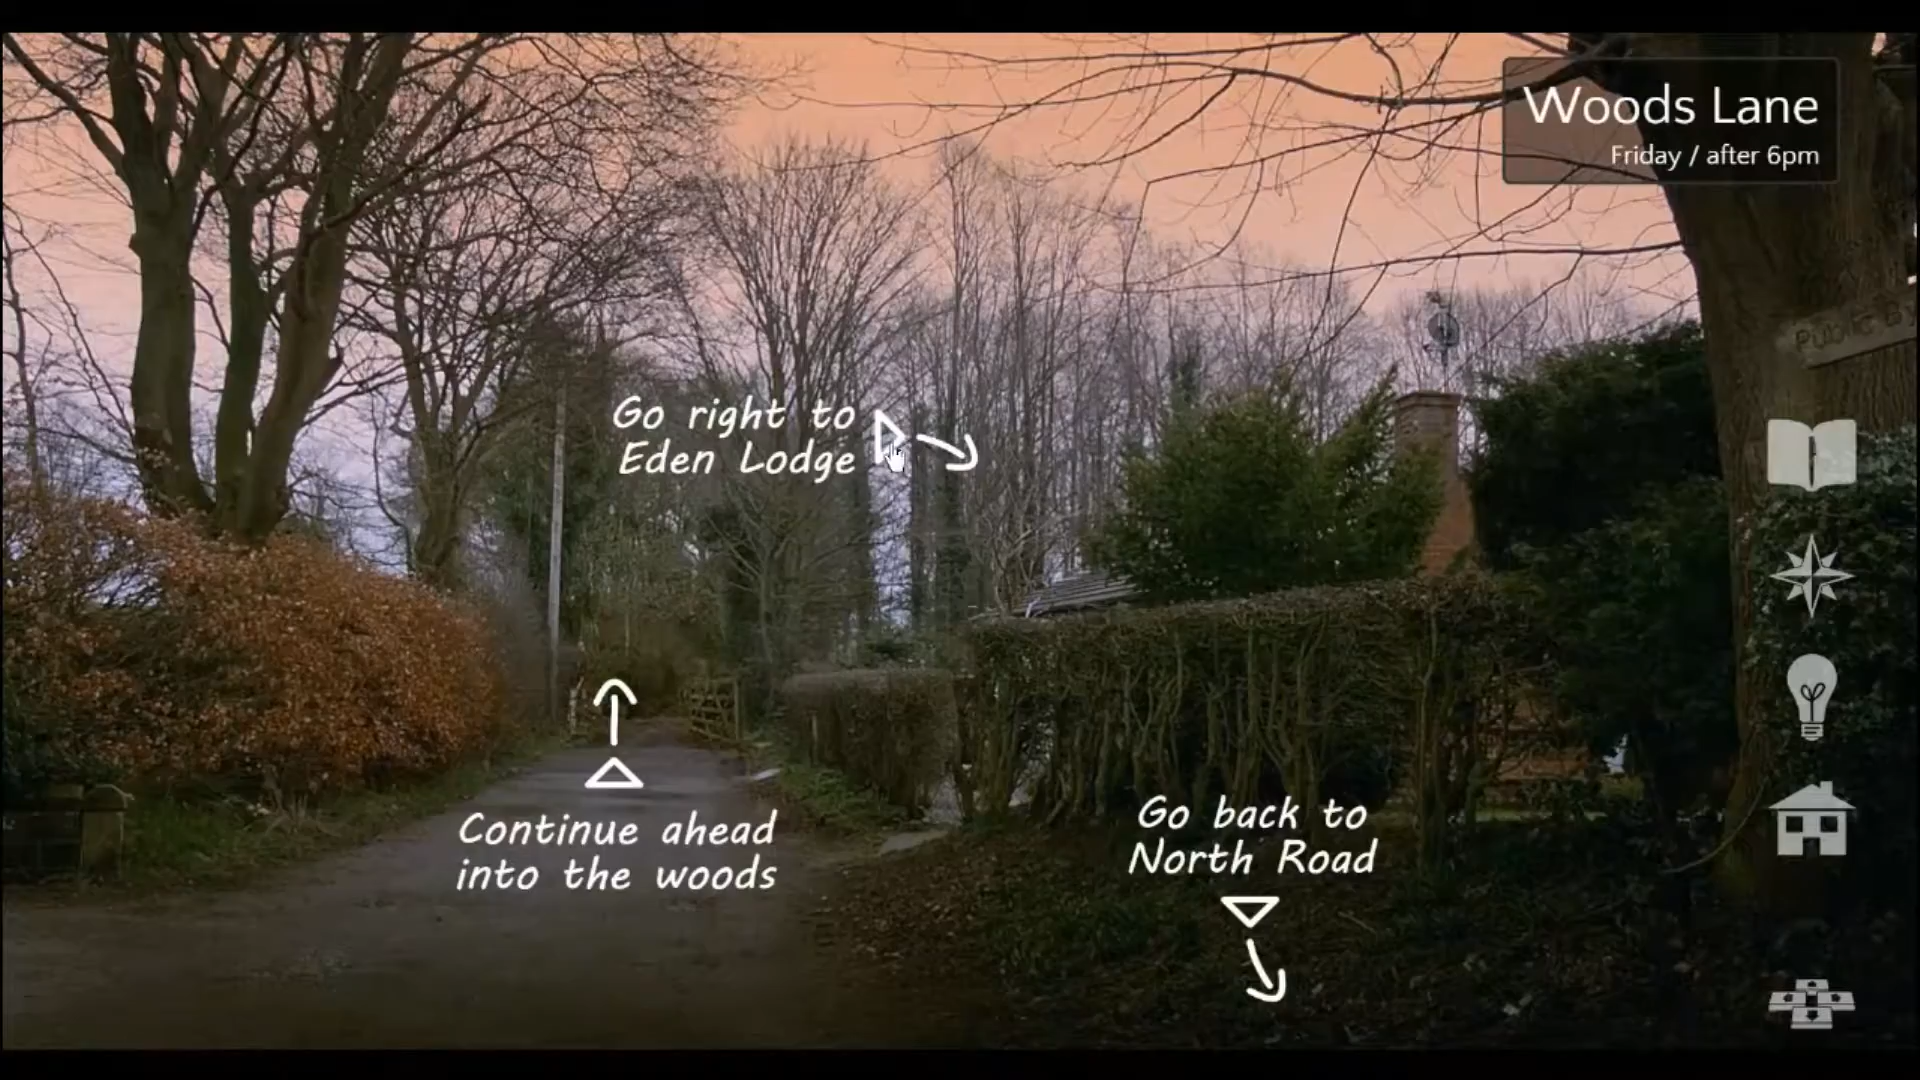 Woods Lane
Friday / after 6pm
PUBLIC
Go right to
Eden Lodge
Continue ahead
into the woods
Go back to
North Road